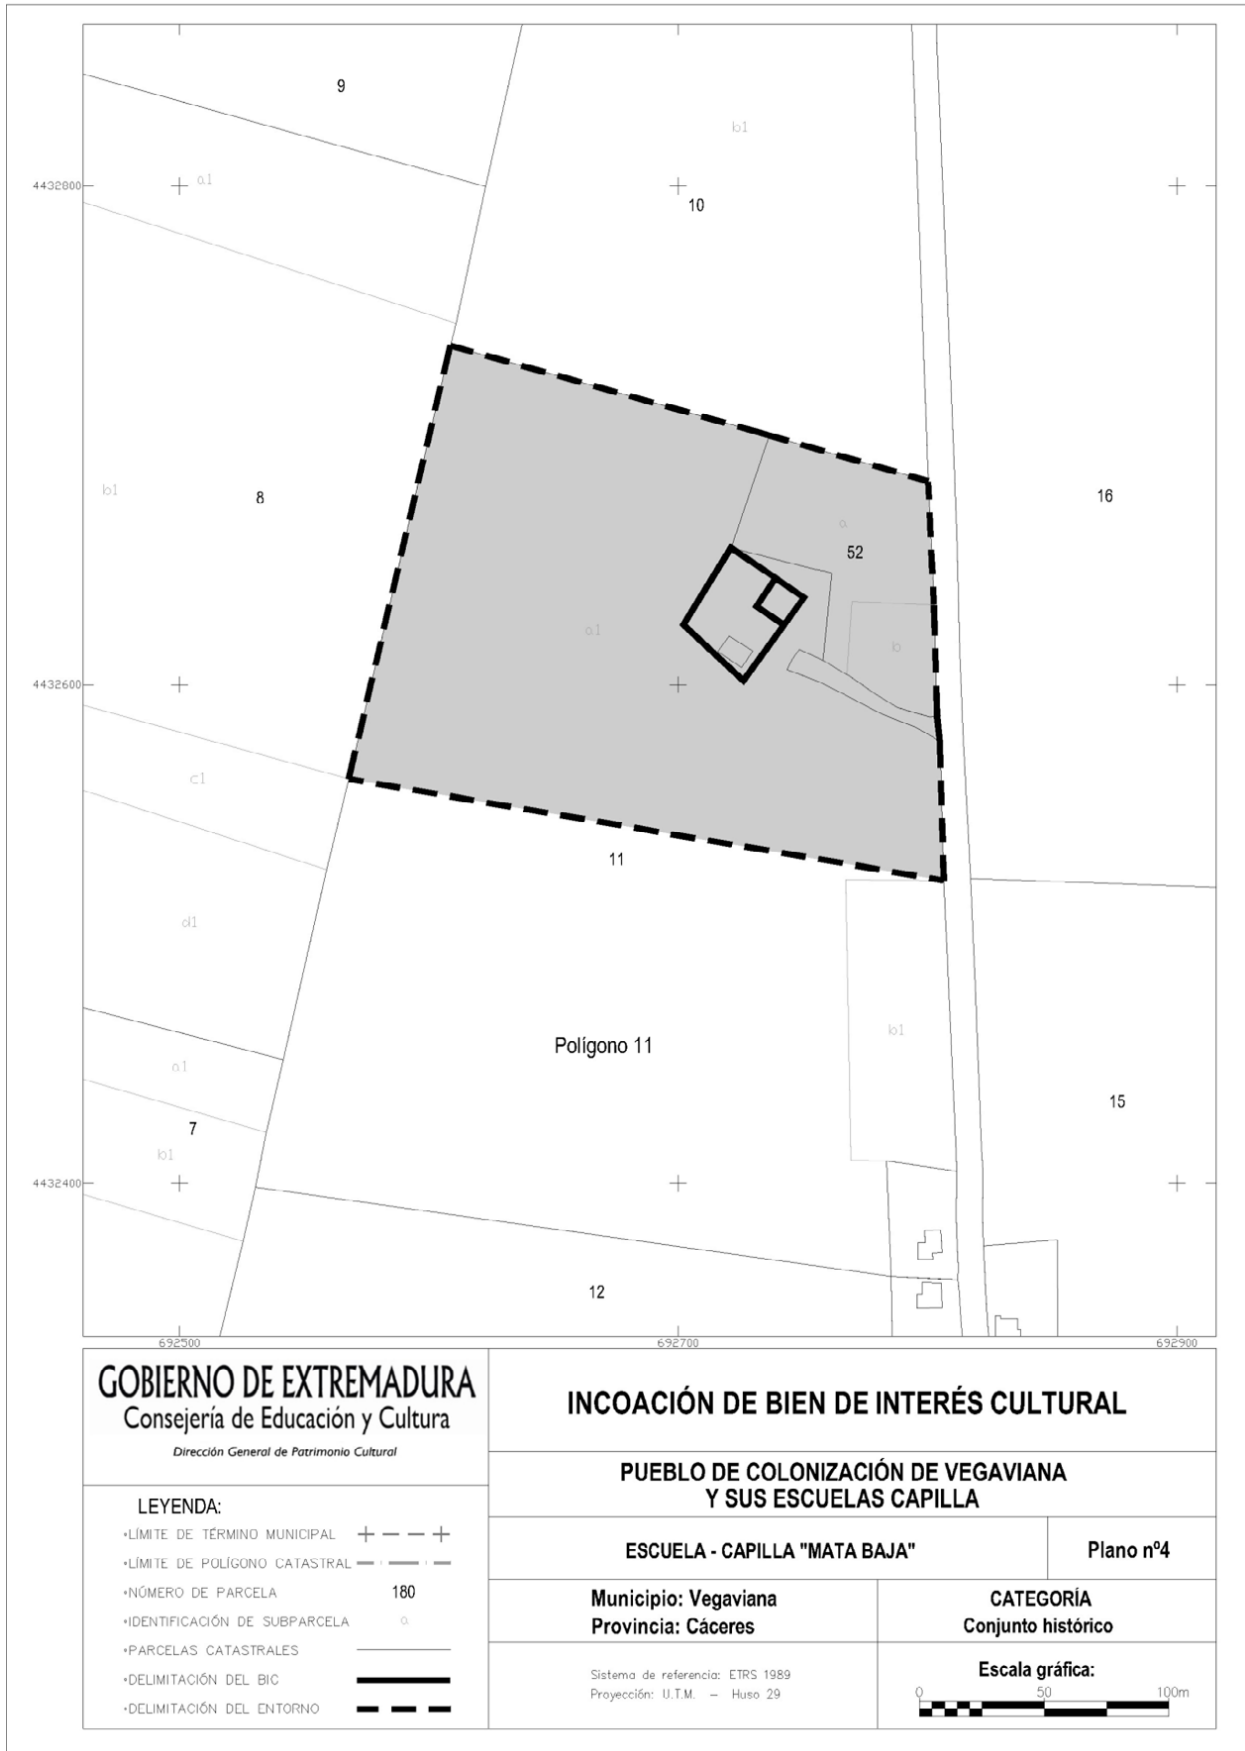 9
b1
4432800
a1
10
b1
8
16
a
52
a1
b
4432600
c1
11
d1
b1
Polígono 11
a1
15
7
b1
4432400
12
692500
692700
692900
GOBIERNO DE EXTREMADURA
Consejería de Educación y Cultura
Dirección General de Patrimonio Cultural
INCOACIÓN DE BIEN DE INTERÉS CULTURAL
PUEBLO DE COLONIZACIÓN DE VEGAVIANA
Y SUS ESCUELAS CAPILLA
LEYENDA:
•LÍMITE DE TÉRMINO MUNICIPAL
•LÍMITE DE POLÍGONO CATASTRAL
•NÚMERO DE PARCELA 180
•IDENTIFICACIÓN DE SUBPARCELA a
•PARCELAS CATASTRALES
•DELIMITACIÓN DEL BIC
•DELIMITACIÓN DEL ENTORNO
ESCUELA - CAPILLA "MATA BAJA"
Plano nº4
Municipio: Vegaviana
Provincia: Cáceres
CATEGORÍA
Conjunto histórico
Sistema de referencia: ETRS 1989
Proyección: U.T.M. – Huso 29
Escala gráfica:
0 50 100m